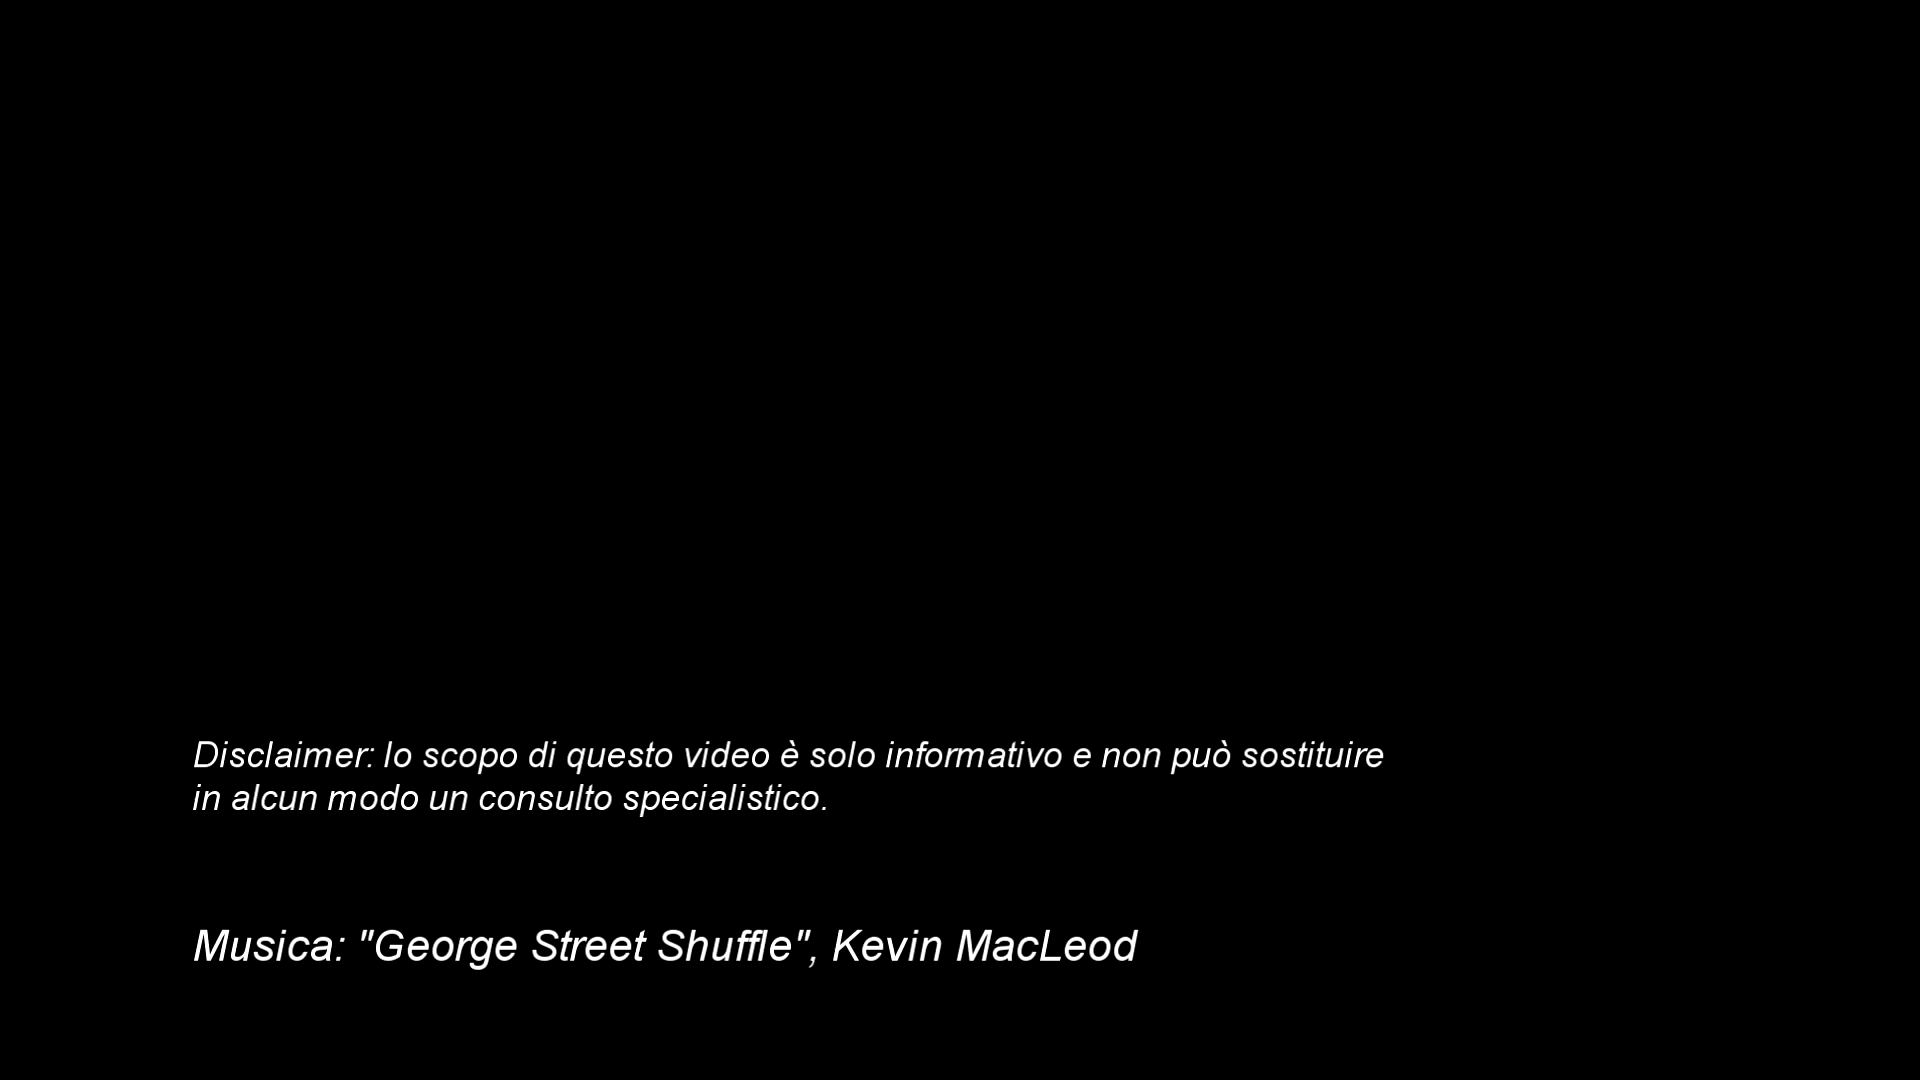 Disclaimer: lo scopo di questo video è solo informativo e non può sostituire
in alcun modo un consulto specialistico.
Musica: "George Street Shuffle", Kevin MacLeod